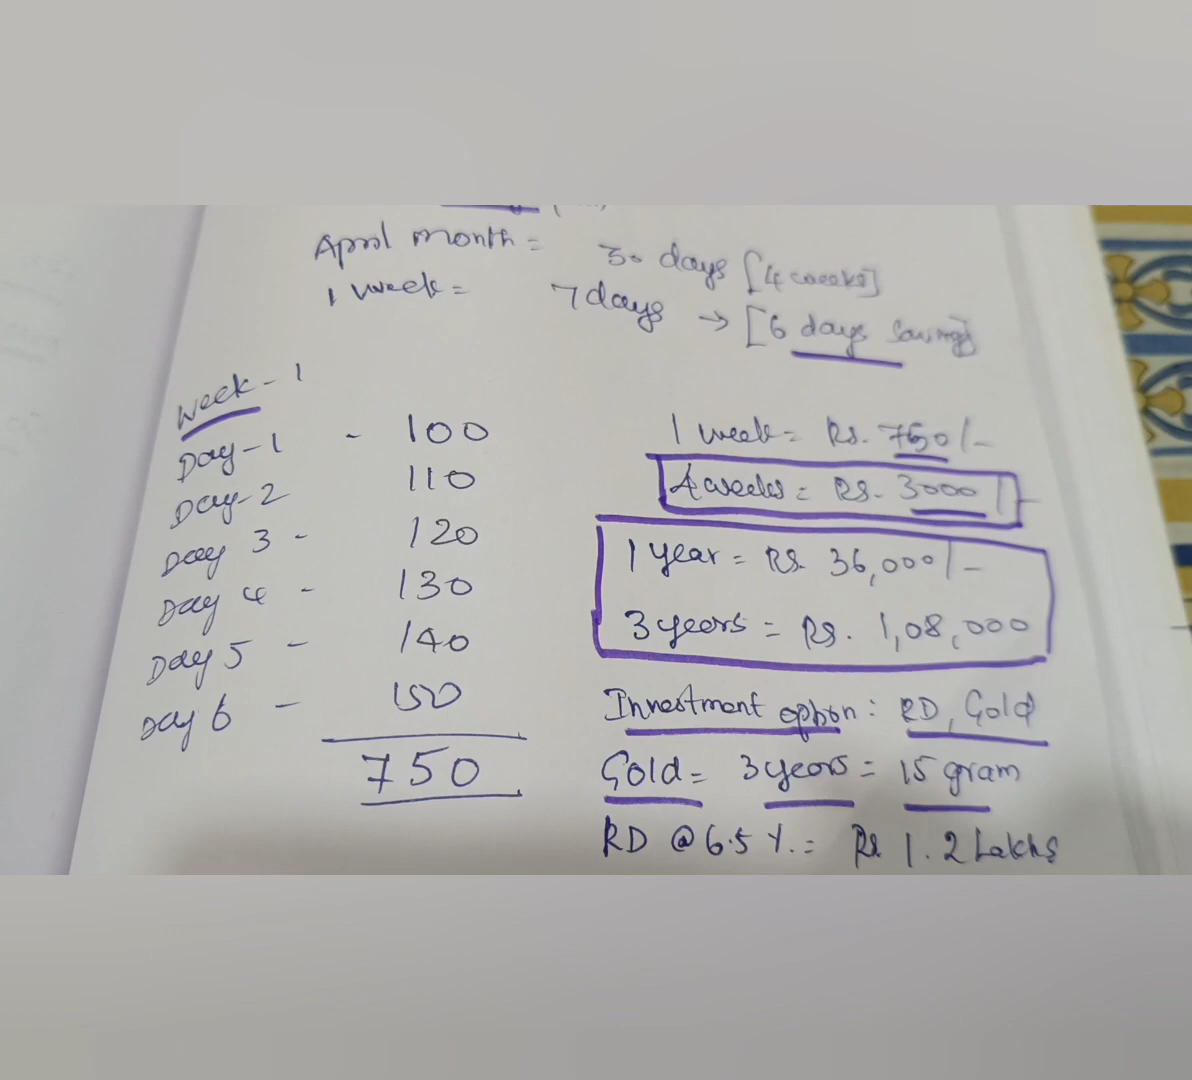 April month = 30 days [4 weeks]
1 week = 7 days → [6 days saving]
Week - 1
Day-1 - 100
Day-2 110
Day 3 - 120
Day 4 - 130
Day 5 - 140
Day 6 - 150
750
1 week = Rs. 750/-
4 weeks = Rs. 3000/-
1 year = Rs. 36,000/-
3 years = Rs. 1,08,000
Investment option: RD, Gold
Gold = 3 years = 15 gram
RD @ 6.5 %. = Rs 1.2 Lakhs